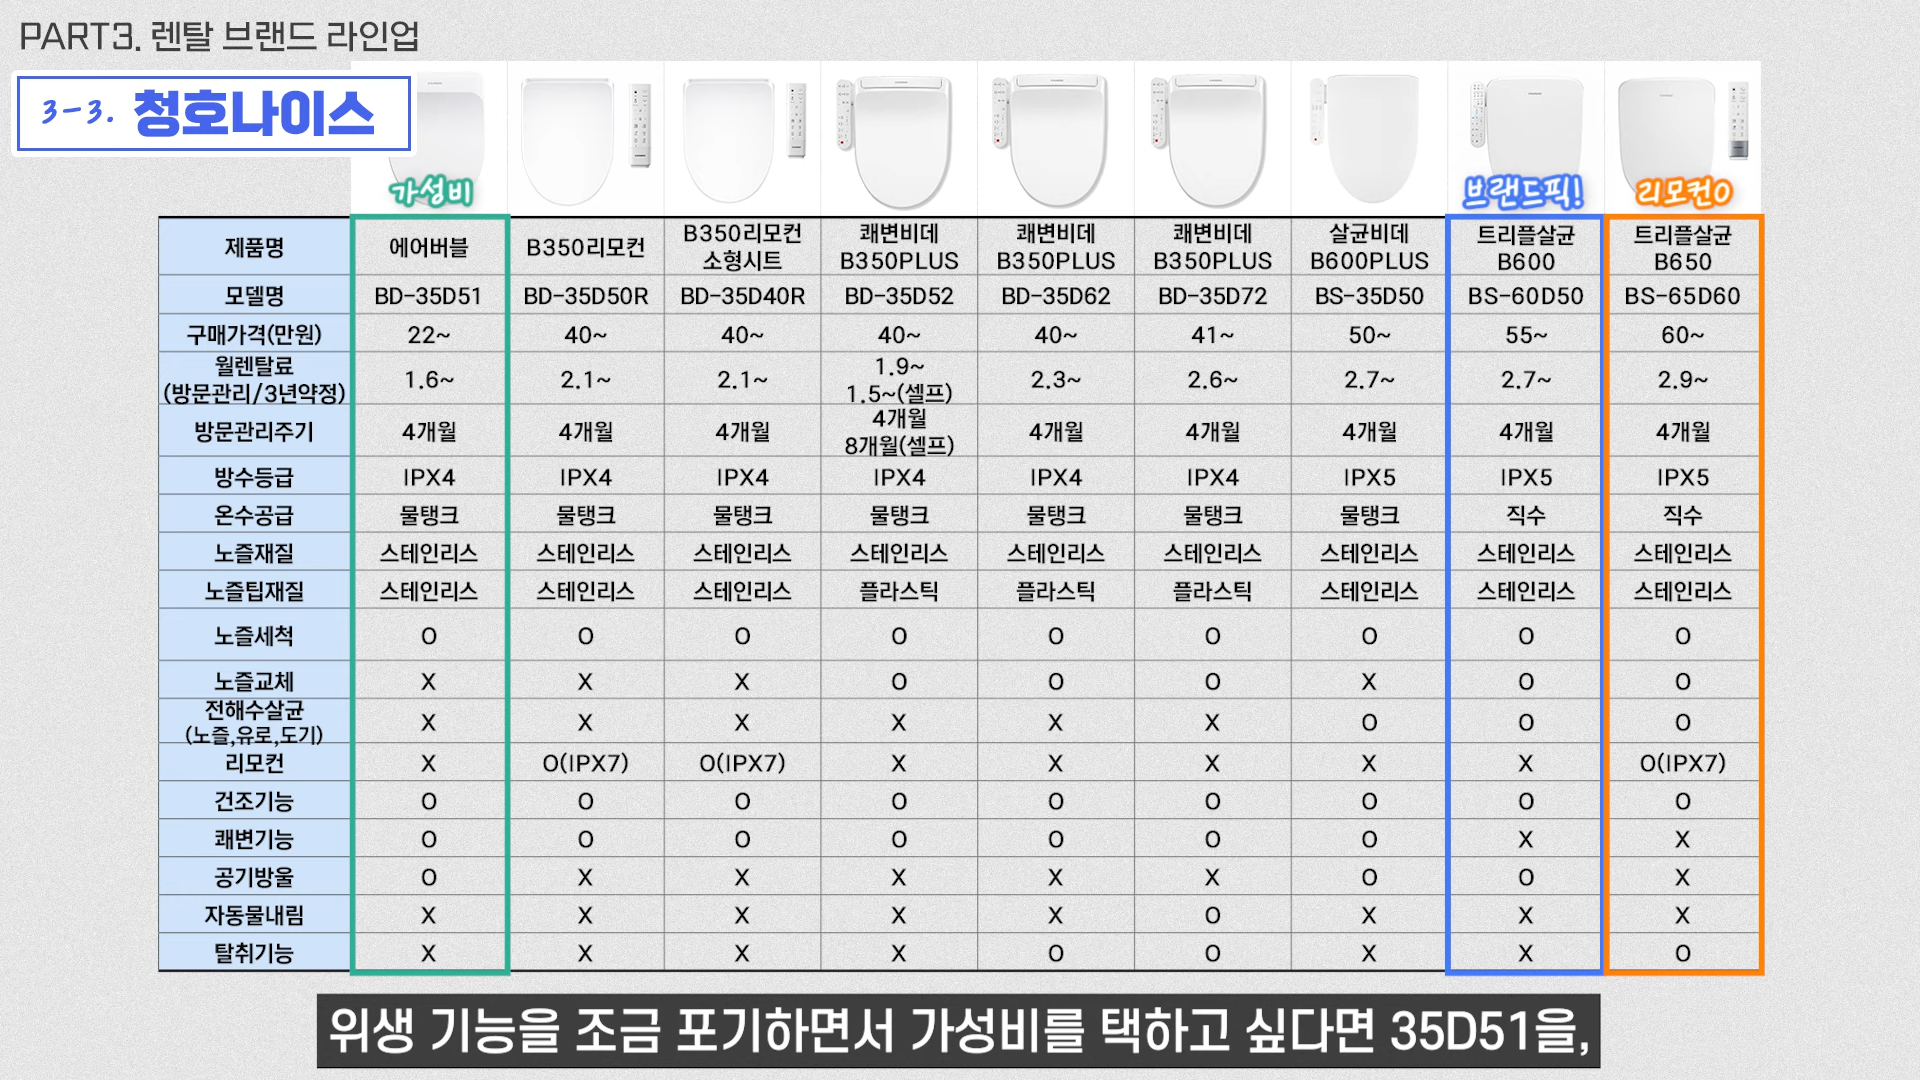 PART3. 렌탈 브랜드 라인업
3-3. 청호나이스
가성비
브랜드픽!
리모컨O
제품명 에어버블 B350리모컨 B350리모컨 소형시트 쾌변비데 B350PLUS 쾌변비데 B350PLUS 쾌변비데 B350PLUS 살균비데 B600PLUS 트리플살균 B600 트리플살균 B650
모델명 BD-35D51 BD-35D50R BD-35D40R BD-35D52 BD-35D62 BD-35D72 BS-35D50 BS-60D50 BS-65D60
구매가격(만원) 22~ 40~ 40~ 40~ 40~ 41~ 50~ 55~ 60~
월렌탈료 (방문관리/3년약정) 1.6~ 2.1~ 2.1~ 1.9~ 1.5~(셀프) 2.3~ 2.6~ 2.7~ 2.7~ 2.9~
방문관리주기 4개월 4개월 4개월 4개월 8개월(셀프) 4개월 4개월 4개월 4개월 4개월
방수등급 IPX4 IPX4 IPX4 IPX4 IPX4 IPX4 IPX5 IPX5 IPX5
온수공급 물탱크 물탱크 물탱크 물탱크 물탱크 물탱크 물탱크 직수 직수
노즐재질 스테인리스 스테인리스 스테인리스 스테인리스 스테인리스 스테인리스 스테인리스 스테인리스 스테인리스
노즐팁재질 스테인리스 스테인리스 스테인리스 플라스틱 플라스틱 플라스틱 스테인리스 스테인리스 스테인리스
노즐세척 O O O O O O O O O
노즐교체 X X X O O O X O O
전해수살균 (노즐,유로,도기) X X X X X X O O O
리모컨 X O(IPX7) O(IPX7) X X X X X O(IPX7)
건조기능 O O O O O O O O O
쾌변기능 O O O O O O O X X
공기방울 O X X X X X O O X
자동물내림 X X X X X O X X X
탈취기능 X X X X O O X X O
위생 기능을 조금 포기하면서 가성비를 택하고 싶다면 35D51을,